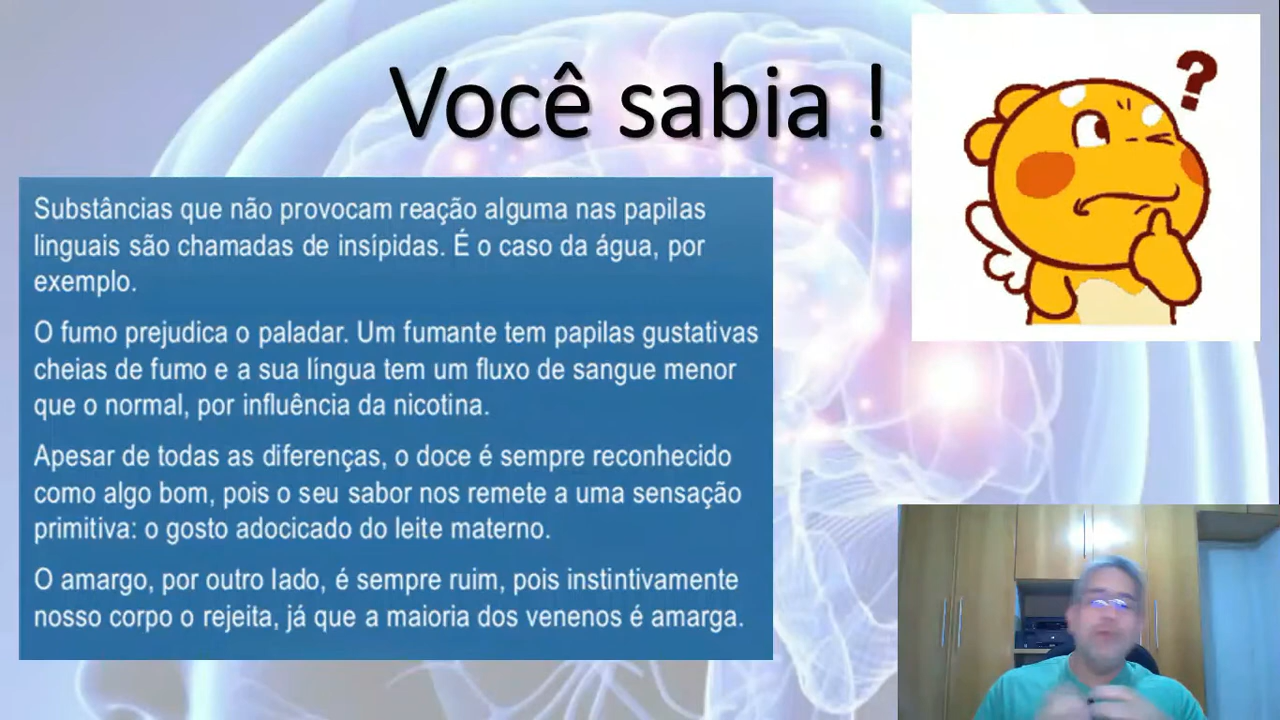 Você sabia !
?
Substâncias que não provocam reação alguma nas papilas
linguais são chamadas de insípidas. É o caso da água, por
exemplo.
O fumo prejudica o paladar. Um fumante tem papilas gustativas
cheias de fumo e a sua língua tem um fluxo de sangue menor
que o normal, por influência da nicotina.
Apesar de todas as diferenças, o doce é sempre reconhecido
como algo bom, pois o seu sabor nos remete a uma sensação
primitiva: o gosto adocicado do leite materno.
O amargo, por outro lado, é sempre ruim, pois instintivamente
nosso corpo o rejeita, já que a maioria dos venenos é amarga.